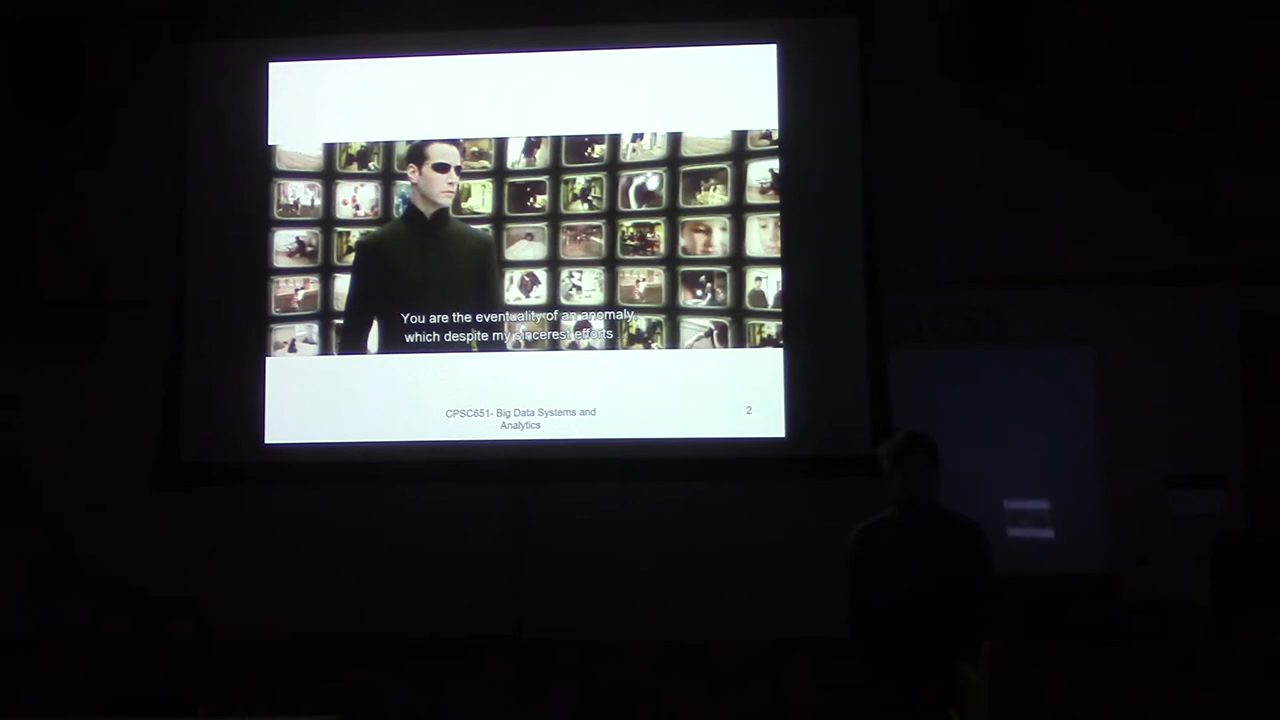 You are the eventuality of an anomaly,
which despite my sincerest efforts
CPSC651- Big Data Systems and
Analytics
2